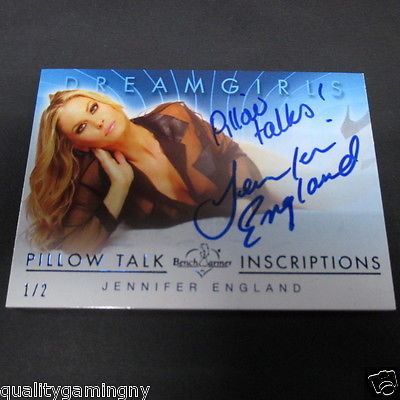 DREAMGIRLS
Pillow
talks!
Jennifer
England
PILLOW TALK BenchWarmer INSCRIPTIONS
1/2 JENNIFER ENGLAND
qualitygamingny